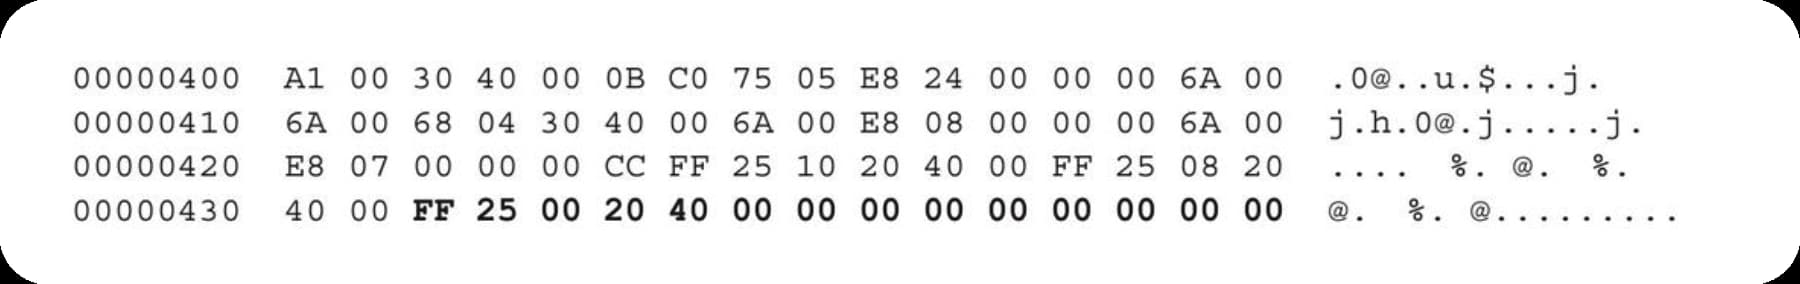 00000400 A1 00 30 40 00 0B C0 75 05 E8 24 00 00 00 6A 00 .0@..u.$...j.
00000410 6A 00 68 04 30 40 00 6A 00 E8 08 00 00 00 6A 00 j.h.0@.j.....j.
00000420 E8 07 00 00 00 CC FF 25 10 20 40 00 FF 25 08 20 .... %. @. %.
00000430 40 00 FF 25 00 20 40 00 00 00 00 00 00 00 00 00 @. %. @.........